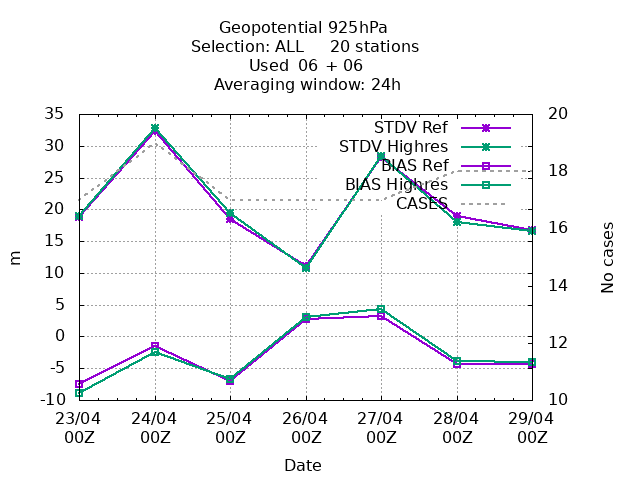 Geopotential 925hPa
Selection: ALL 20 stations
Used 06 + 06
Averaging window: 24h
35
30
25
20
15
10
5
0
-5
-10
m
20
18
16
14
12
10
No cases
STDV Ref
STDV Highres
BIAS Ref
BIAS Highres
CASES
23/04 24/04 25/04 26/04 27/04 28/04 29/04
00Z 00Z 00Z 00Z 00Z 00Z 00Z
Date